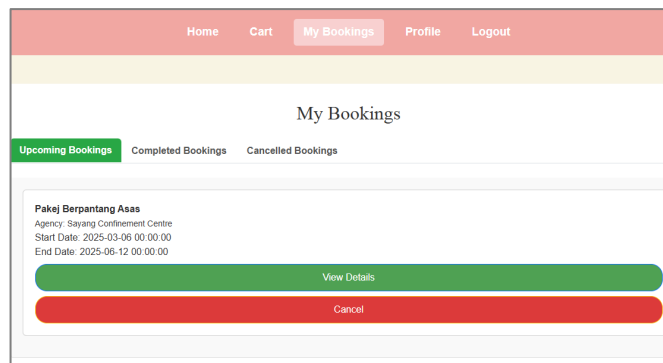 Home Cart My Bookings Profile Logout
My Bookings
Upcoming Bookings Completed Bookings Cancelled Bookings
Pakej Berpantang Asas
Agency: Sayang Confinement Centre
Start Date: 2025-03-06 00:00:00
End Date: 2025-06-12 00:00:00
View Details
Cancel